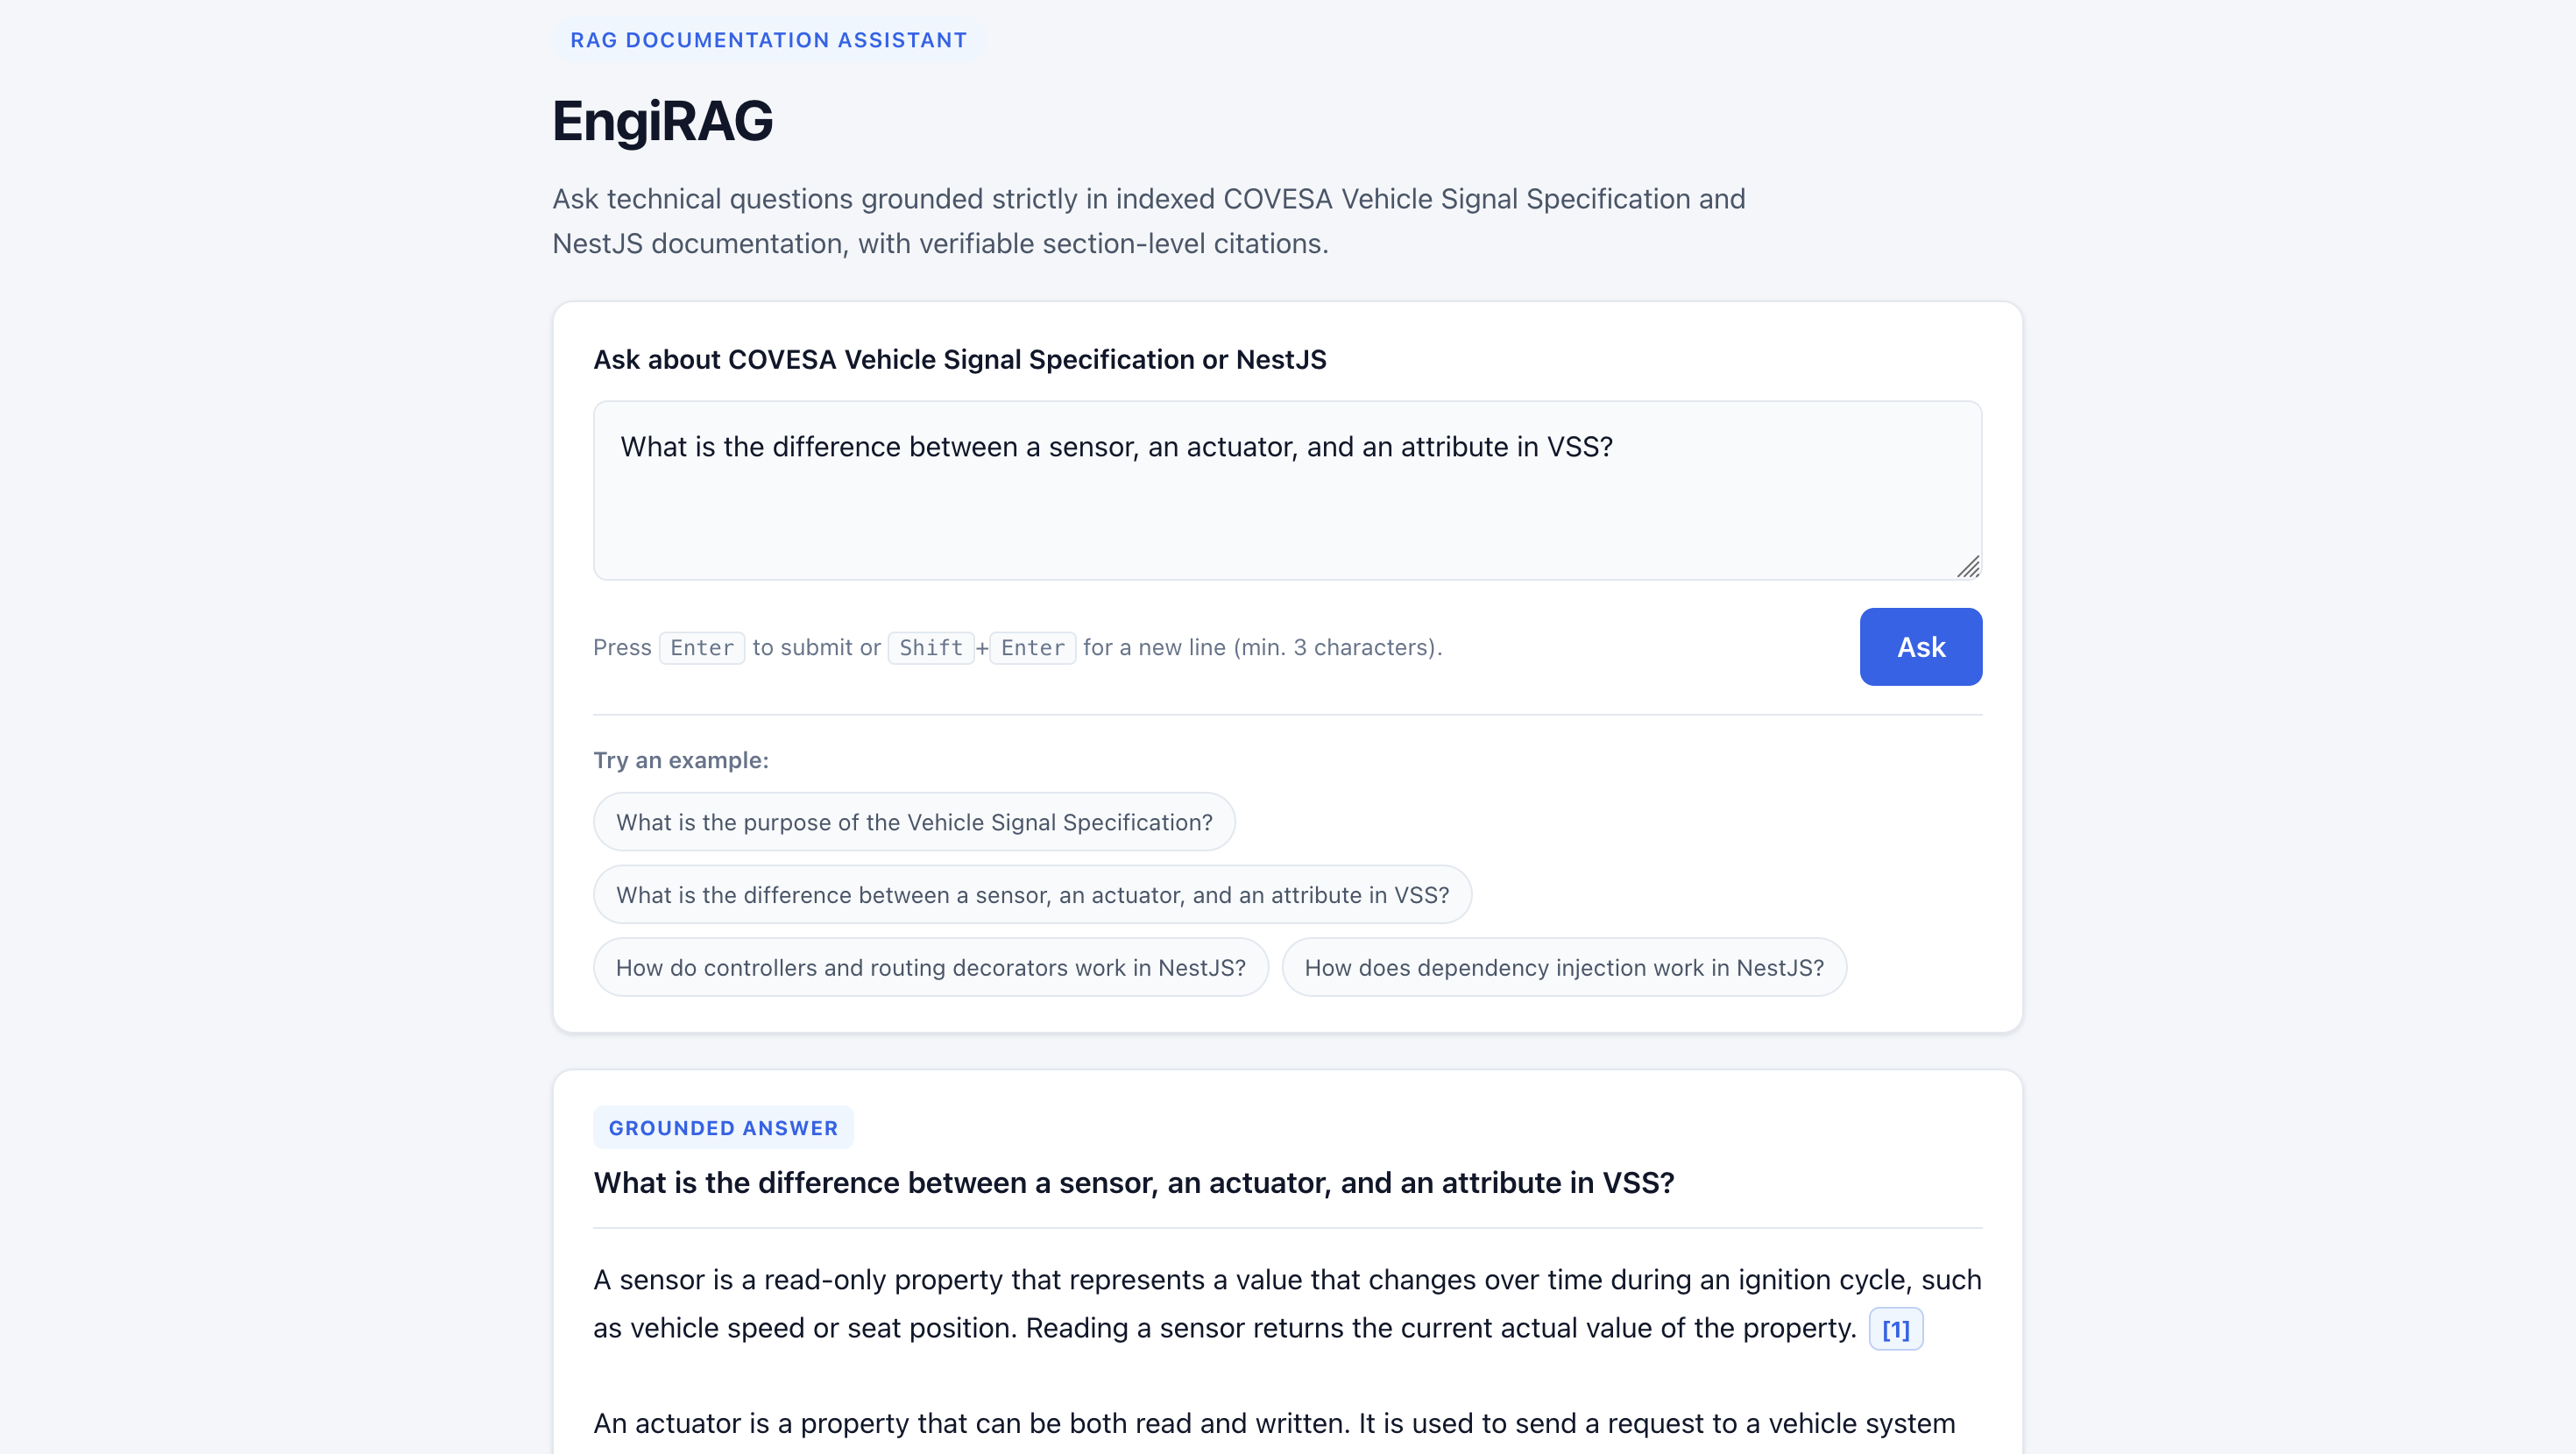 RAG DOCUMENTATION ASSISTANT
EngiRAG
Ask technical questions grounded strictly in indexed COVESA Vehicle Signal Specification and
NestJS documentation, with verifiable section-level citations.
Ask about COVESA Vehicle Signal Specification or NestJS
What is the difference between a sensor, an actuator, and an attribute in VSS?
Press Enter to submit or Shift+Enter for a new line (min. 3 characters).
Ask
Try an example:
What is the purpose of the Vehicle Signal Specification?
What is the difference between a sensor, an actuator, and an attribute in VSS?
How do controllers and routing decorators work in NestJS? How does dependency injection work in NestJS?
GROUNDED ANSWER
What is the difference between a sensor, an actuator, and an attribute in VSS?
A sensor is a read-only property that represents a value that changes over time during an ignition cycle, such
as vehicle speed or seat position. Reading a sensor returns the current actual value of the property. [1]
An actuator is a property that can be both read and written. It is used to send a request to a vehicle system